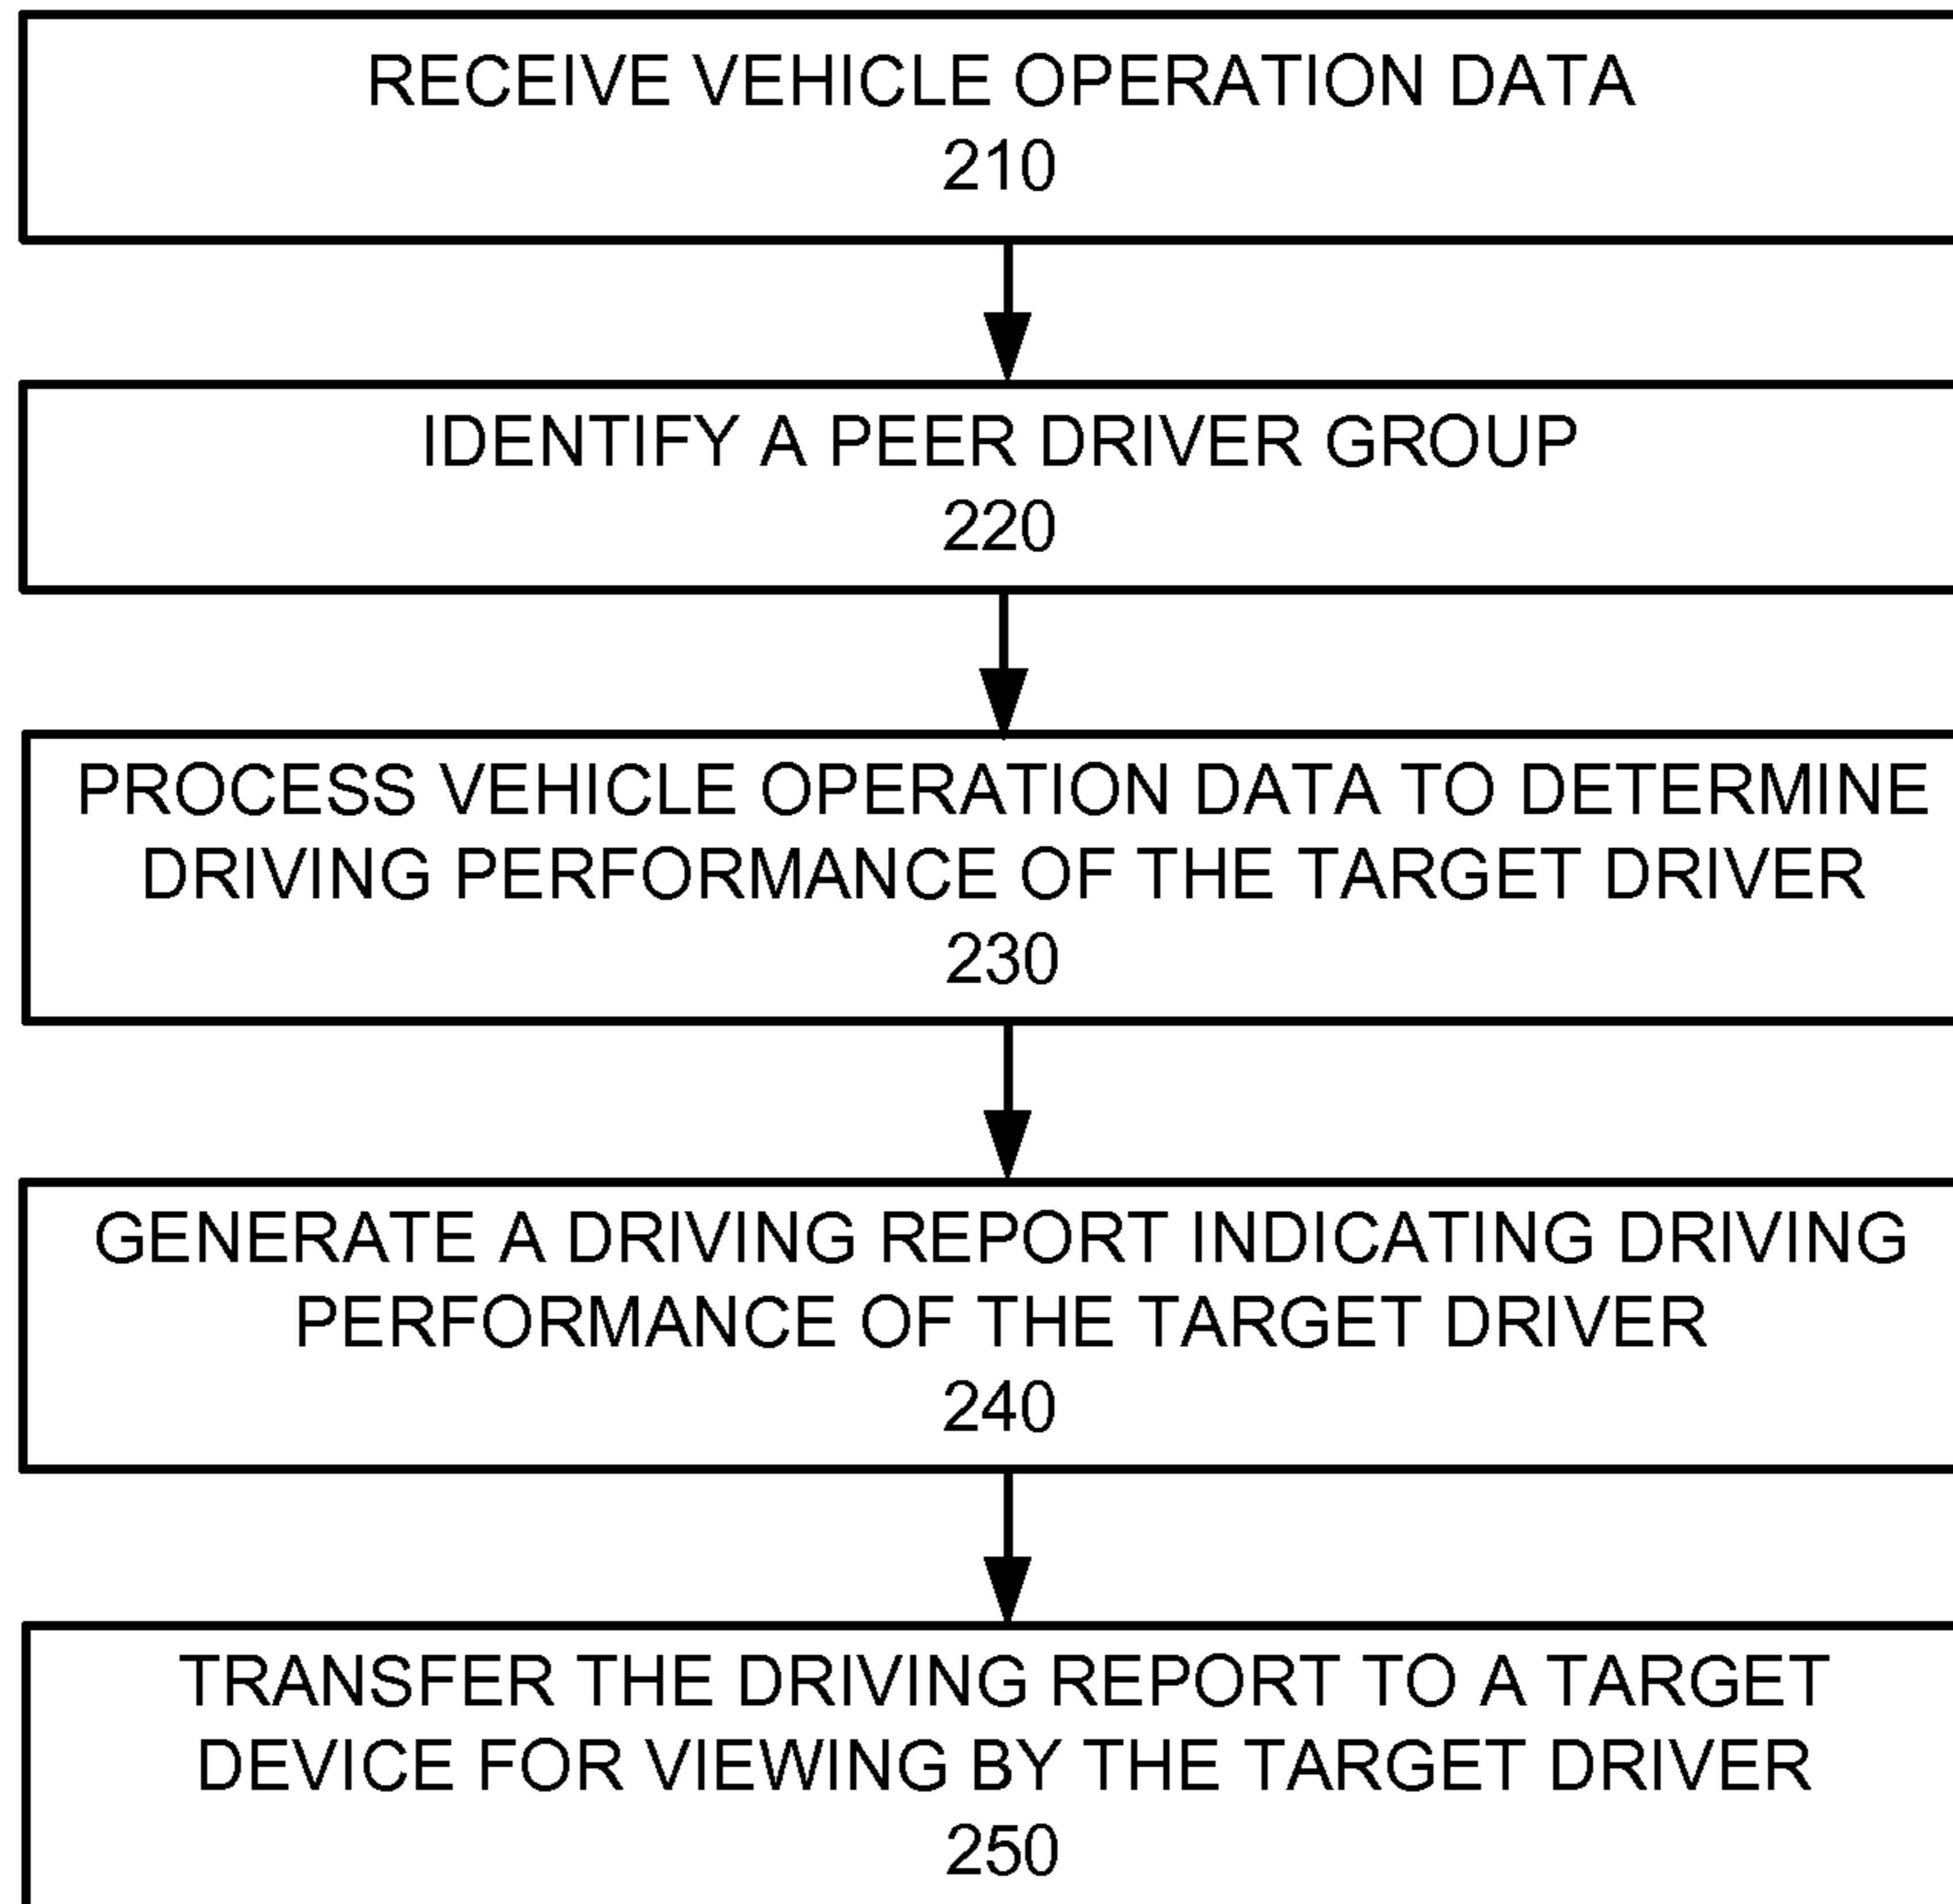 RECEIVE VEHICLE OPERATION DATA
210
IDENTIFY A PEER DRIVER GROUP
220
PROCESS VEHICLE OPERATION DATA TO DETERMINE
DRIVING PERFORMANCE OF THE TARGET DRIVER
230
GENERATE A DRIVING REPORT INDICATING DRIVING
PERFORMANCE OF THE TARGET DRIVER
240
TRANSFER THE DRIVING REPORT TO A TARGET
DEVICE FOR VIEWING BY THE TARGET DRIVER
250